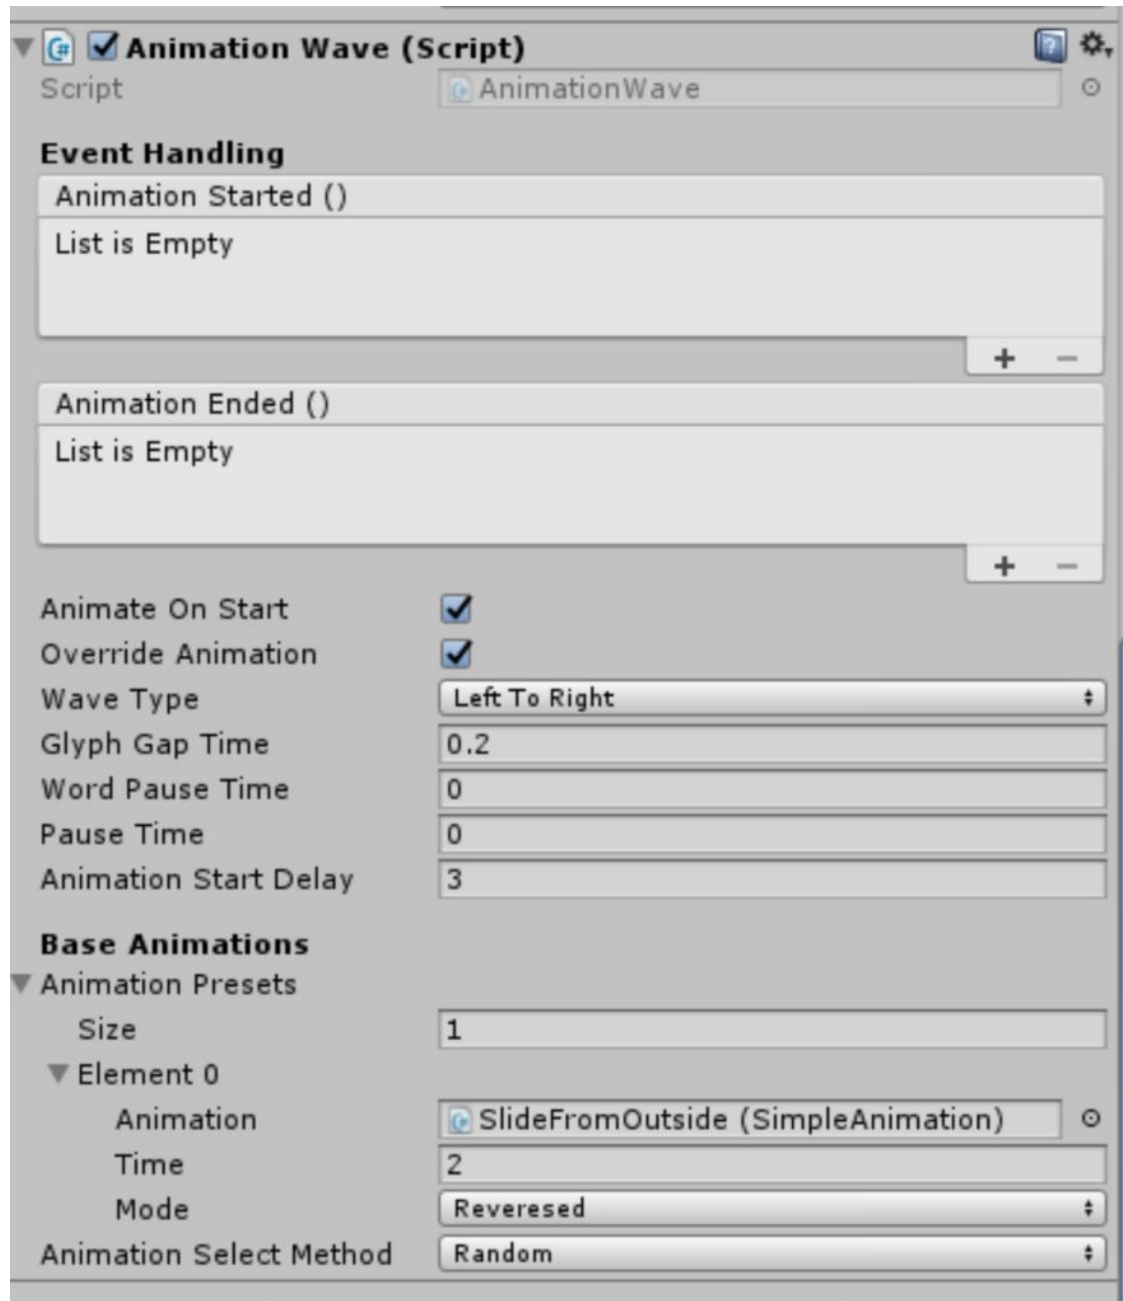 Animation Wave (Script)
Script AnimationWave
Event Handling
Animation Started ()
List is Empty
+ −
Animation Ended ()
List is Empty
+ −
Animate On Start
Override Animation
Wave Type Left To Right
Glyph Gap Time 0.2
Word Pause Time 0
Pause Time 0
Animation Start Delay 3
Base Animations
Animation Presets
Size 1
Element 0
Animation SlideFromOutside (SimpleAnimation)
Time 2
Mode Reveresed
Animation Select Method Random